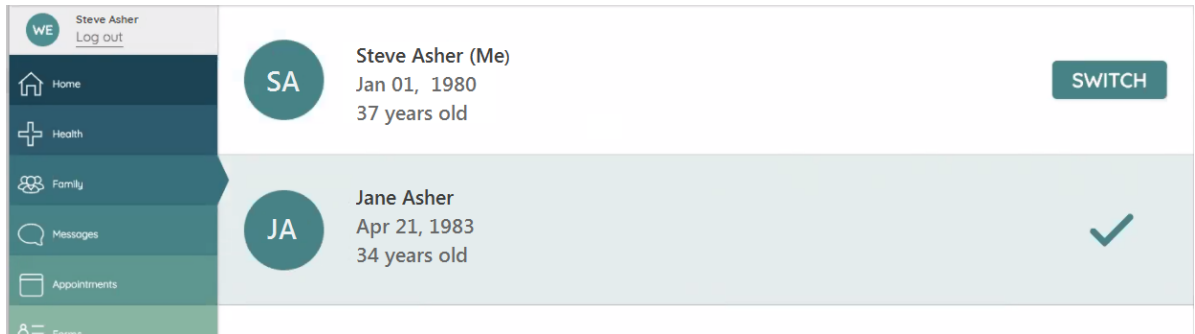 WE
Steve Asher
Log out
Home
Health
Family
Messages
Appointments
SA
Steve Asher (Me)
Jan 01, 1980
37 years old
SWITCH
JA
Jane Asher
Apr 21, 1983
34 years old